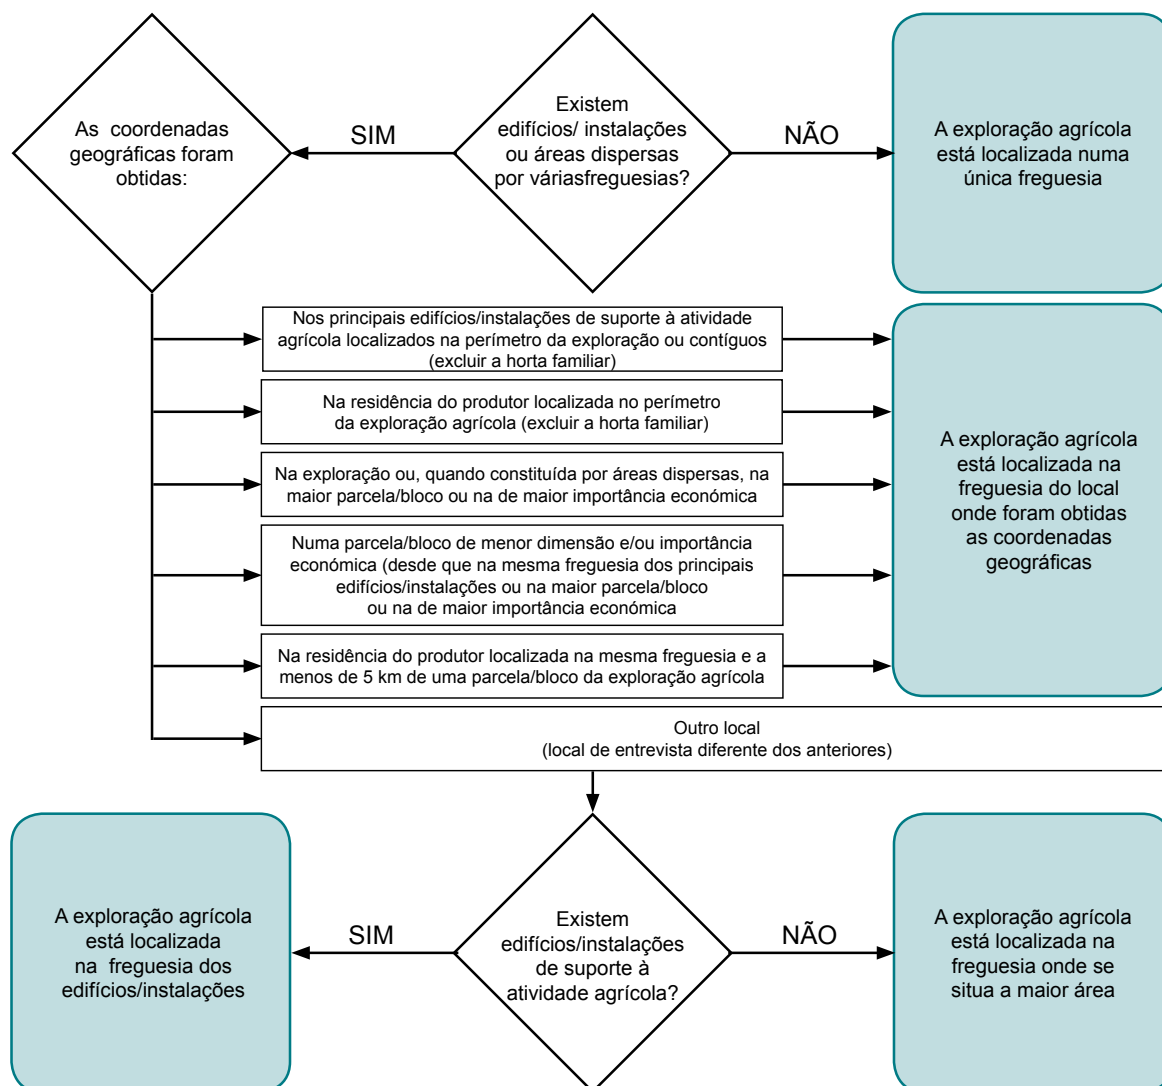 As coordenadas
geográficas foram
obtidas:
SIM
Existem
edifícios/ instalações
ou áreas dispersas
por váriasfreguesias?
NÃO
A exploração agrícola
está localizada numa
única freguesia
Nos principais edifícios/instalações de suporte à atividade
agrícola localizados na perímetro da exploração ou contíguos
(excluir a horta familiar)
Na residência do produtor localizada no perímetro
da exploração agrícola (excluir a horta familiar)
Na exploração ou, quando constituída por áreas dispersas, na
maior parcela/bloco ou na de maior importância económica
Numa parcela/bloco de menor dimensão e/ou importância
económica (desde que na mesma freguesia dos principais
edifícios/instalações ou na maior parcela/bloco
ou na de maior importância económica
Na residência do produtor localizada na mesma freguesia e a
menos de 5 km de uma parcela/bloco da exploração agrícola
A exploração agrícola
está localizada na
freguesia do local
onde foram obtidas
as coordenadas
geográficas
Outro local
(local de entrevista diferente dos anteriores)
A exploração agrícola
está localizada
na freguesia dos
edifícios/instalações
SIM
Existem
edifícios/instalações
de suporte à
atividade agrícola?
NÃO
A exploração agrícola
está localizada na
freguesia onde se
situa a maior área